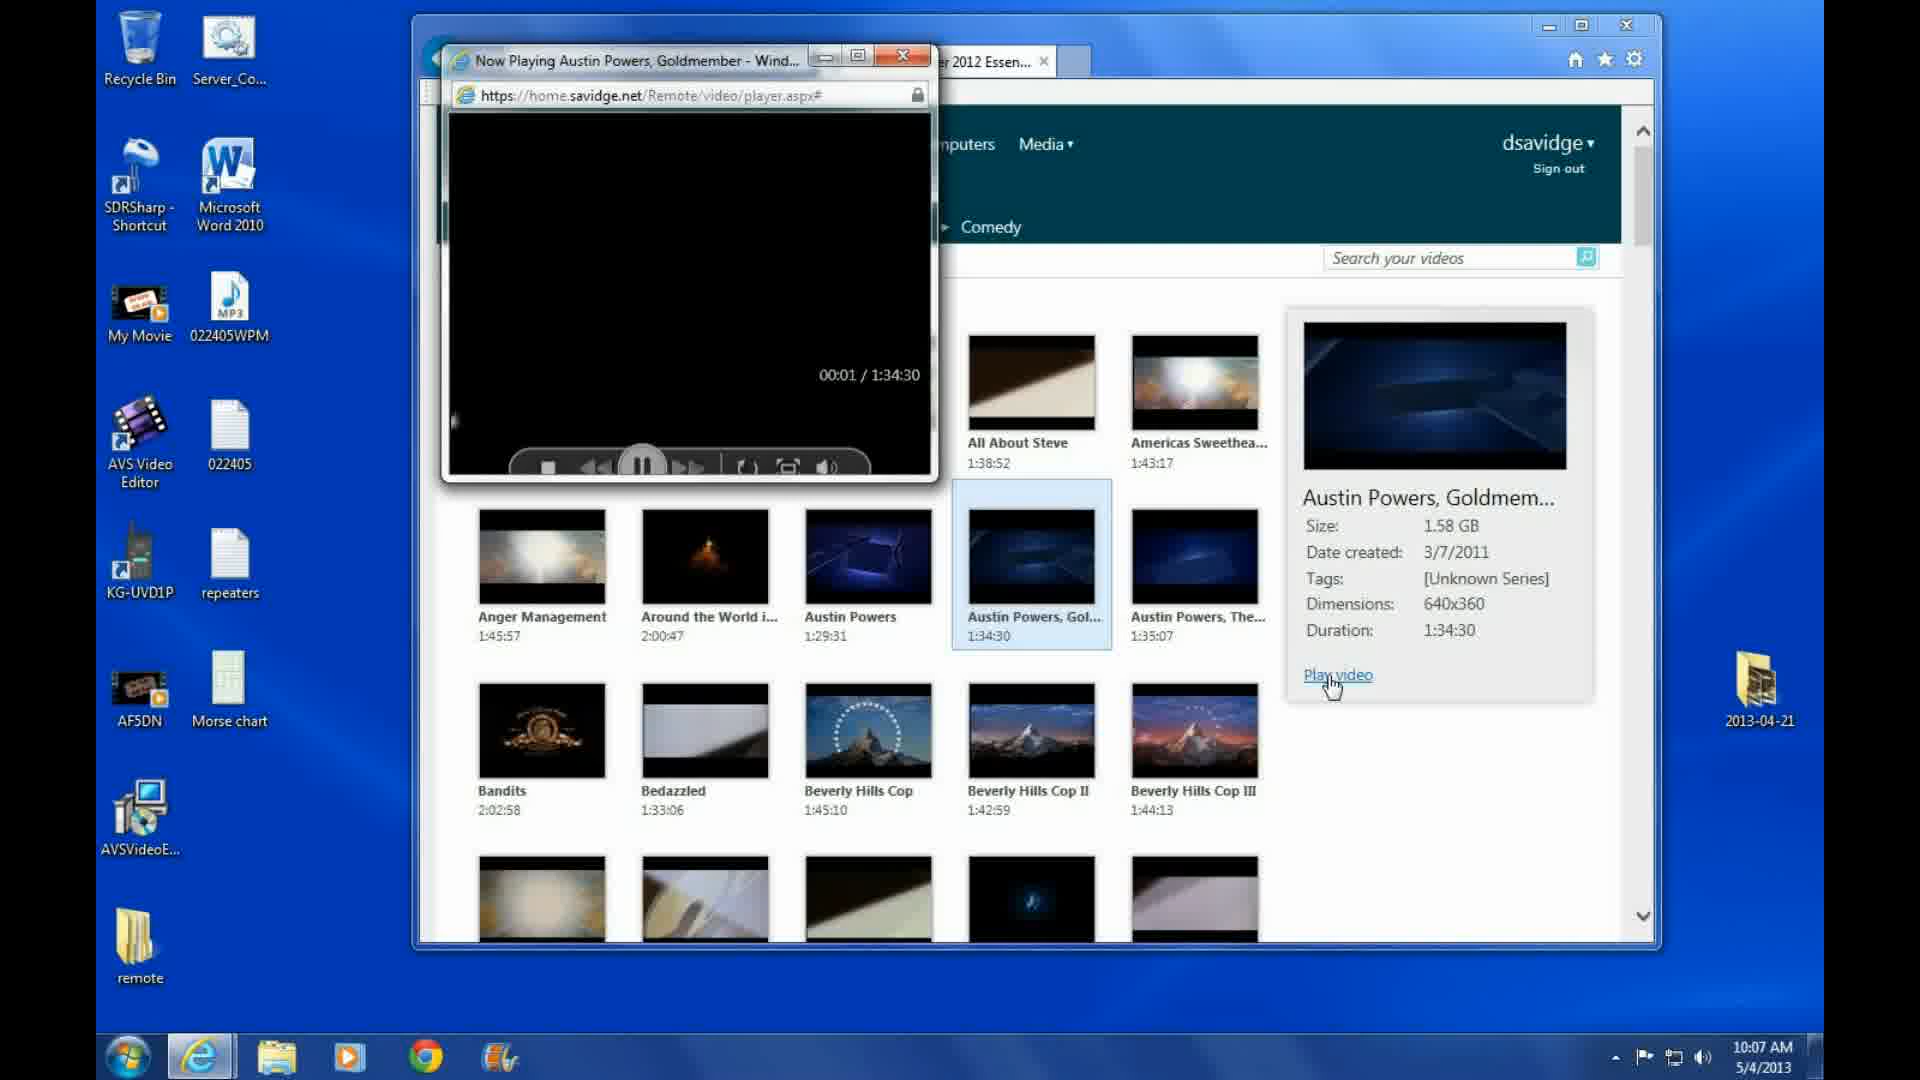 Recycle Bin
Server_Co...
SDRSharp -
Shortcut
Microsoft
Word 2010
My Movie
MP3
022405WPM
AVS Video
Editor
022405
KG-UVD1P
repeaters
AF5DN
Morse chart
AVSVideoE...
remote
2013-04-21
Now Playing Austin Powers, Goldmember - Wind...
https://home.savidge.net/Remote/video/player.aspx#
00:01 / 1:34:30
r 2012 Essen...
mputers
Media
dsavidge
Sign out
Comedy
Search your videos
All About Steve
1:38:52
Americas Sweethea...
1:43:17
Anger Management
1:45:57
Around the World i...
2:00:47
Austin Powers
1:29:31
Austin Powers, Gol...
1:34:30
Austin Powers, The...
1:35:07
Bandits
2:02:58
Bedazzled
1:33:06
Beverly Hills Cop
1:45:10
Beverly Hills Cop II
1:42:59
Beverly Hills Cop III
1:44:13
Austin Powers, Goldmem...
Size: 1.58 GB
Date created: 3/7/2011
Tags: [Unknown Series]
Dimensions: 640x360
Duration: 1:34:30
Play video
10:07 AM
5/4/2013